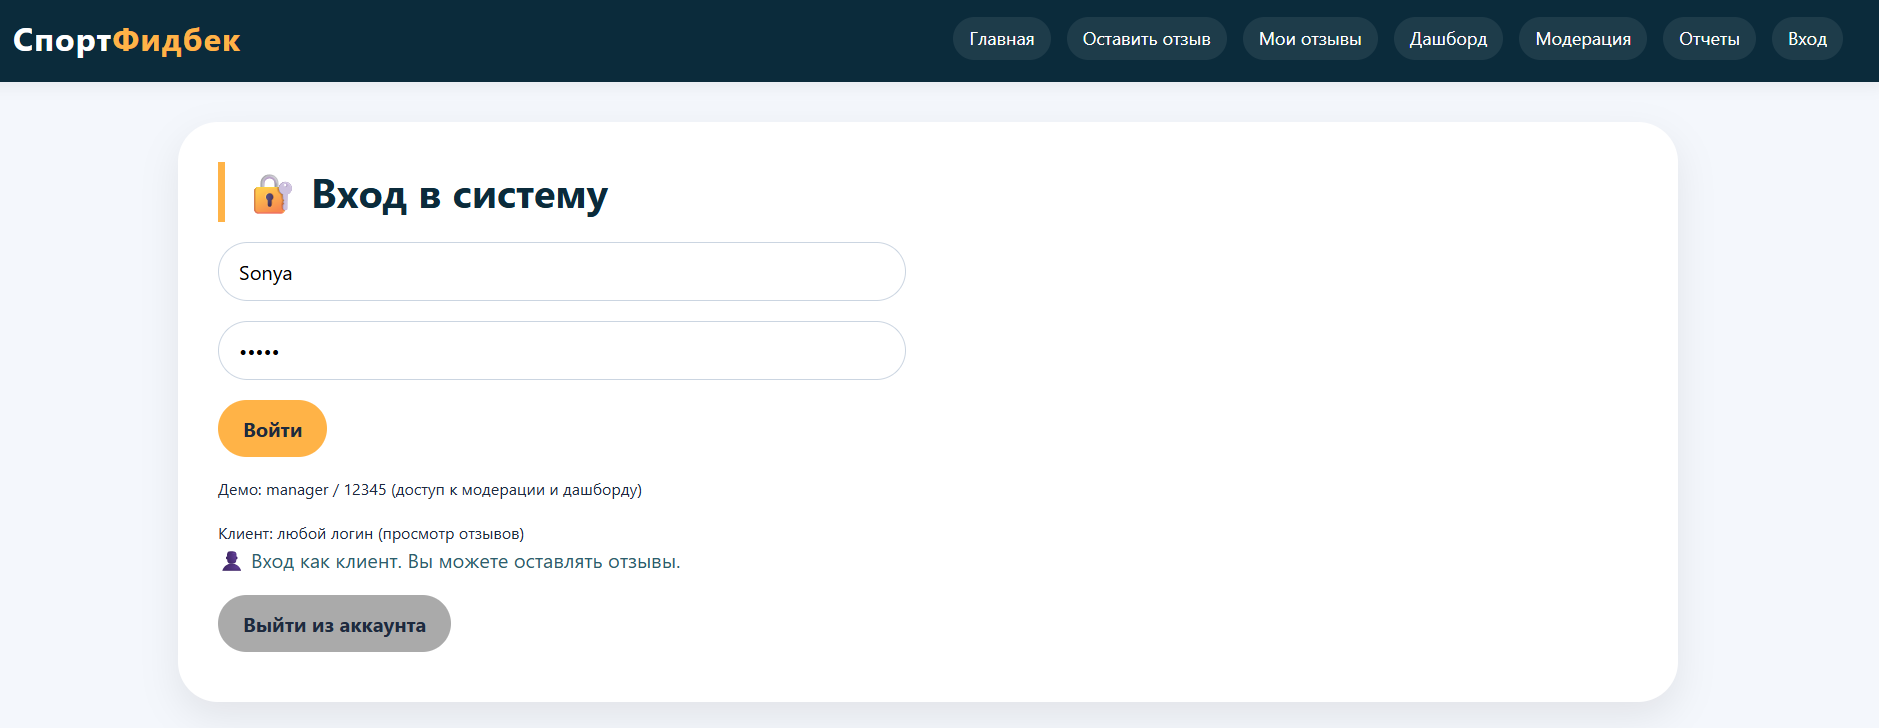 СпортФидбек
Главная Оставить отзыв Мои отзывы Дашборд Модерация Отчеты Вход
Вход в систему
Sonya
•••••
Войти
Демо: manager / 12345 (доступ к модерации и дашборду)
Клиент: любой логин (просмотр отзывов)
Вход как клиент. Вы можете оставлять отзывы.
Выйти из аккаунта